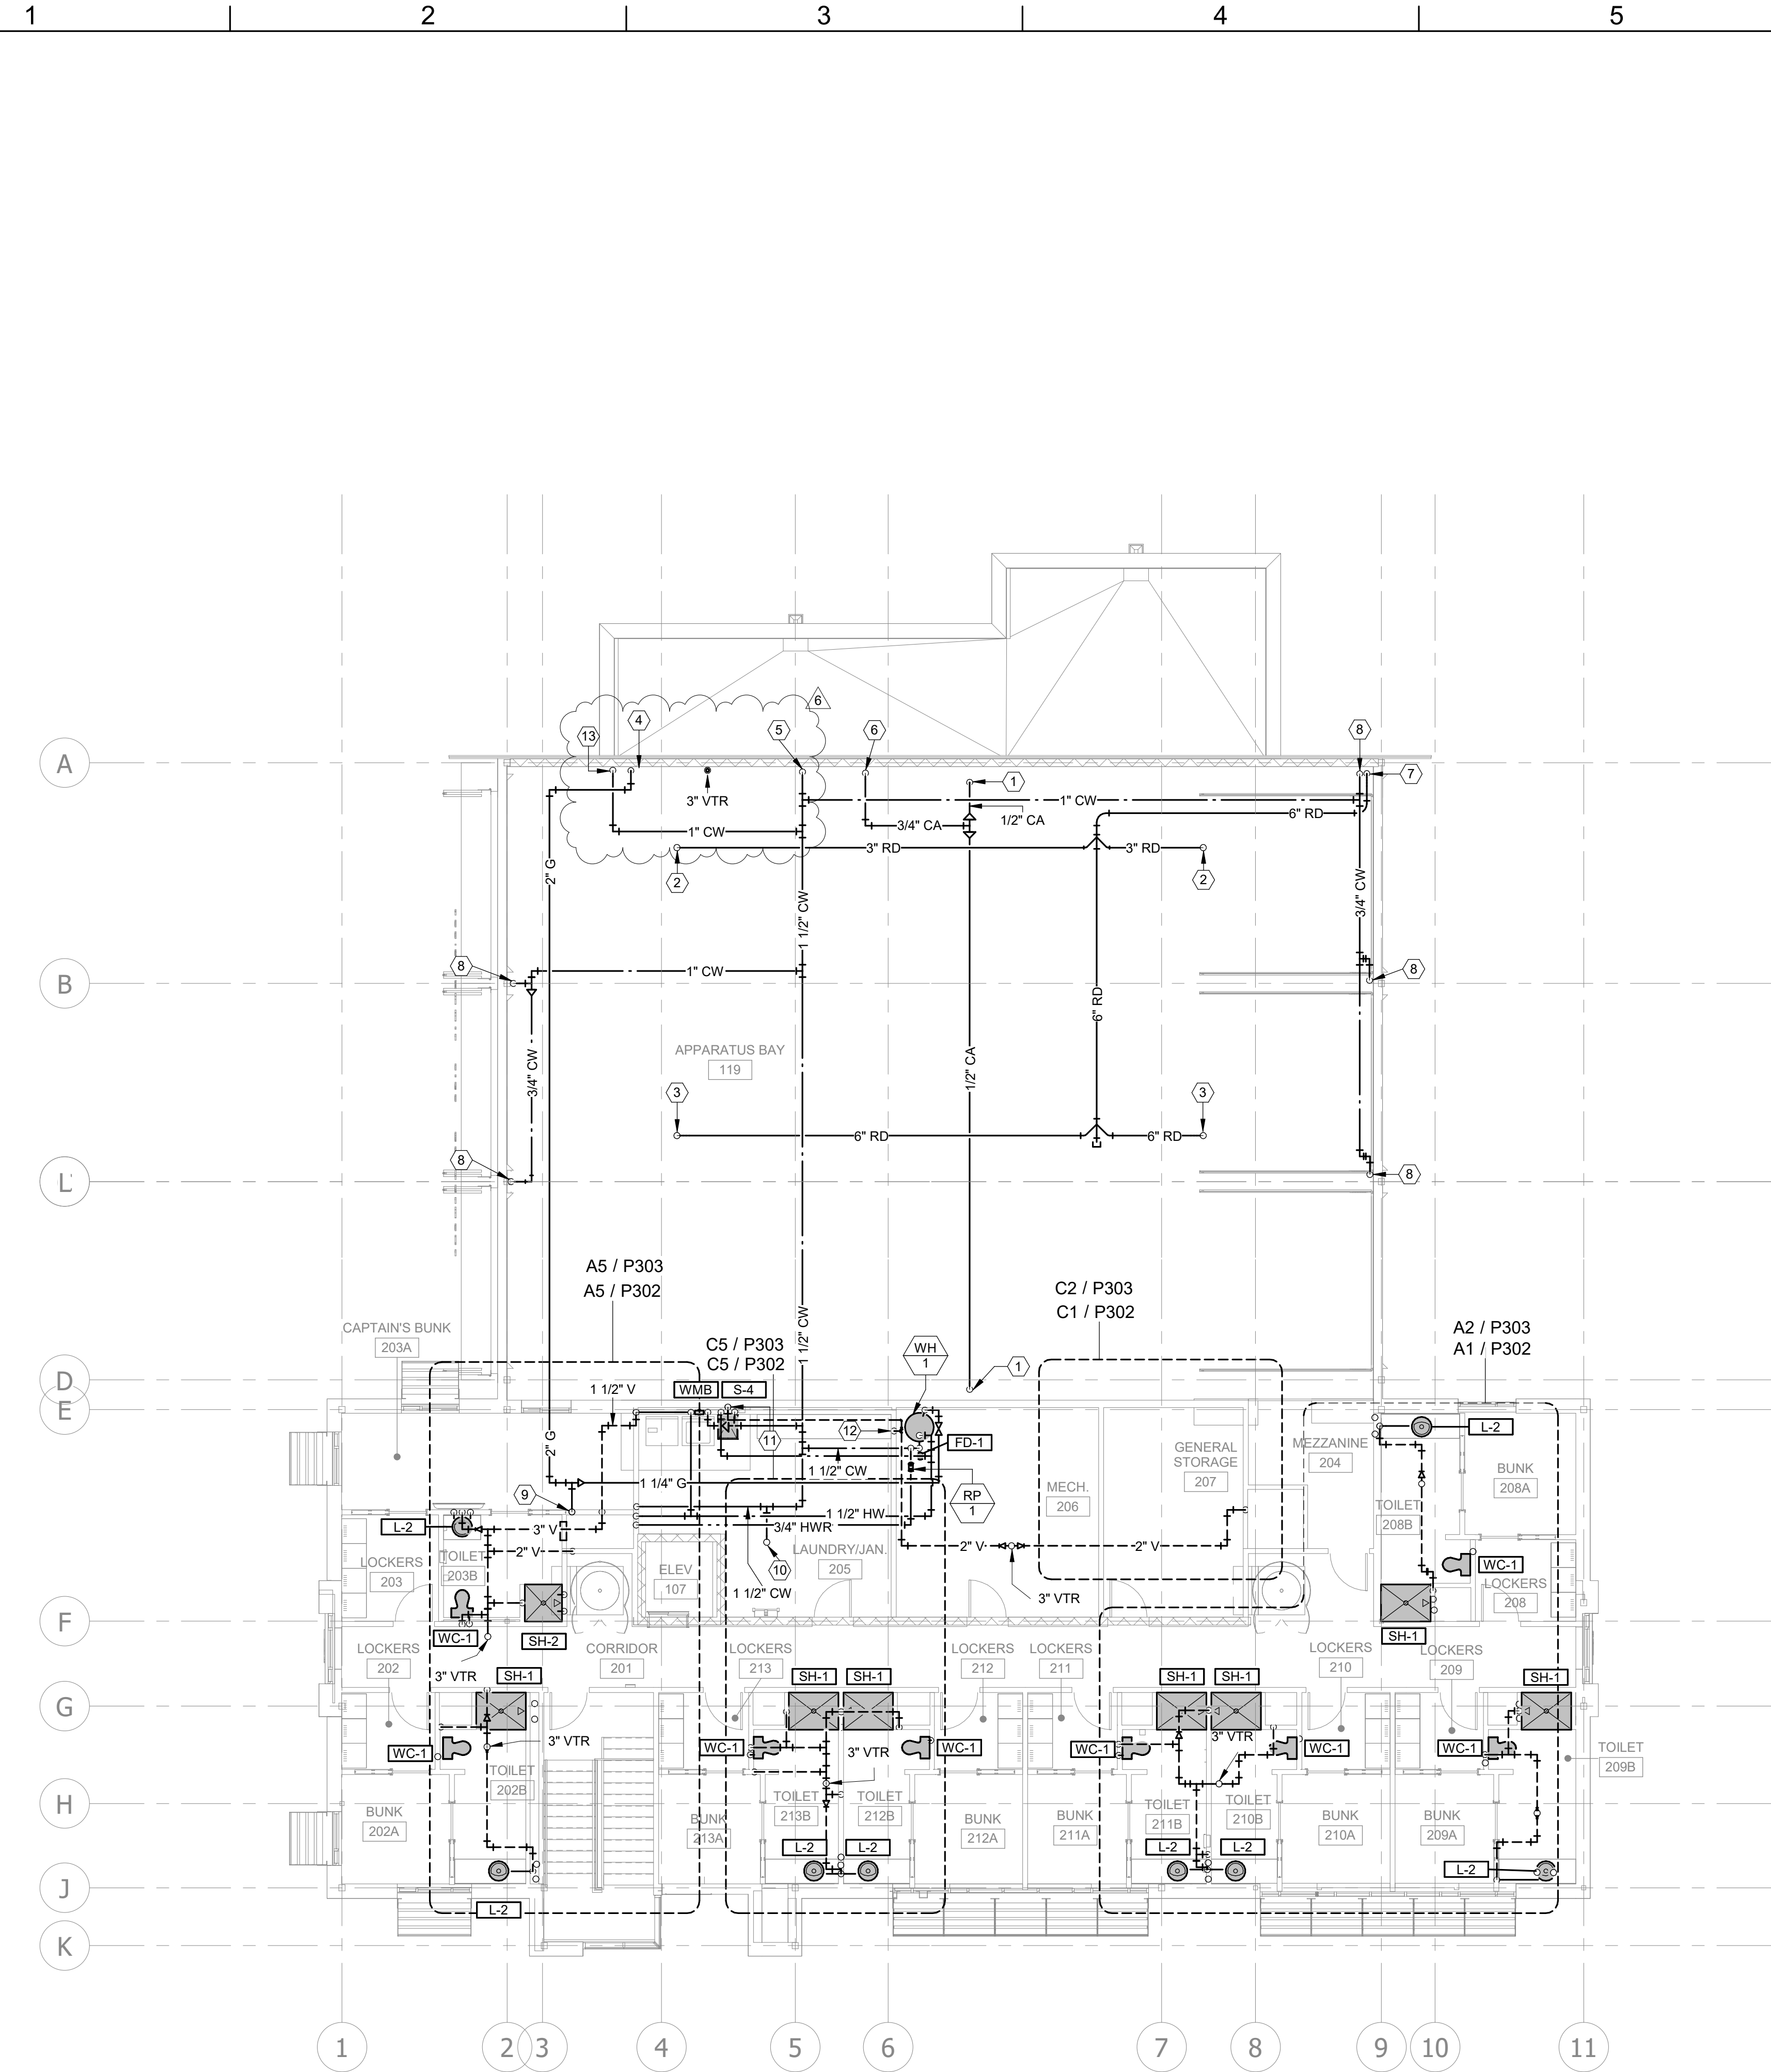 1
2
3
4
5
6
13
4
5
6
8
7
A
3" VTR
1
1" CW
1/2" CA
6" RD
1" CW
3/4" CA
3" RD
3" RD
2
2
2" G
1 1/2" CW
3/4" CW
8
1" CW
8
B
6" RD
APPARATUS BAY
119
3/4" CW
1/2" CA
3
3
6" RD
6" RD
8
8
A5 / P303
A5 / P302
C2 / P303
C1 / P302
CAPTAIN'S BUNK
203A
C5 / P303
C5 / P302
1 1/2" CW
WH
1
1
A2 / P303
A1 / P302
D
E
1 1/2" V
WMB
S-4
11
12
FD-1
L-2
2" G
1 1/2" CW
MEZZANINE
204
GENERAL
STORAGE
207
BUNK
208A
1 1/4" G
MECH.
206
9
RP
1
TOILET
208B
1 1/2" HW
3/4" HWR
L-2
3" V
2" V
2" V
2" V
LOCKERS
203
TOILET
203B
ELEV
107
LAUNDRY/JAN.
205
10
1 1/2" CW
3" VTR
WC-1
LOCKERS
208
F
WC-1
SH-2
SH-1
LOCKERS
202
CORRIDOR
201
LOCKERS
213
LOCKERS
212
LOCKERS
211
LOCKERS
210
LOCKERS
209
3" VTR
SH-1
SH-1
SH-1
SH-1
SH-1
SH-1
G
WC-1
3" VTR
WC-1
3" VTR
WC-1
WC-1
3" VTR
WC-1
WC-1
TOILET
209B
TOILET
202B
H
BUNK
202A
BUNK
213A
TOILET
213B
TOILET
212B
BUNK
212A
BUNK
211A
TOILET
211B
TOILET
210B
BUNK
210A
BUNK
209A
L-2
L-2
L-2
L-2
L-2
J
L-2
K
1
2
3
4
5
6
7
8
9
10
11